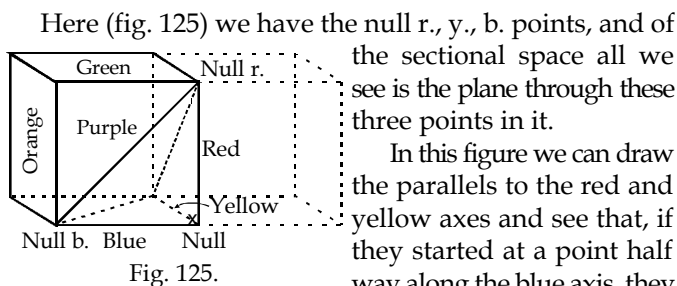 Here (fig. 125) we have the null r., y., b. points, and of
the sectional space all we
see is the plane through these
three points in it.
In this figure we can draw
the parallels to the red and
yellow axes and see that, if
they started at a point half
way along the blue axis, they
Green
Null r.
Orange
Purple
Red
Yellow
x
Null b. Blue Null
Fig. 125.